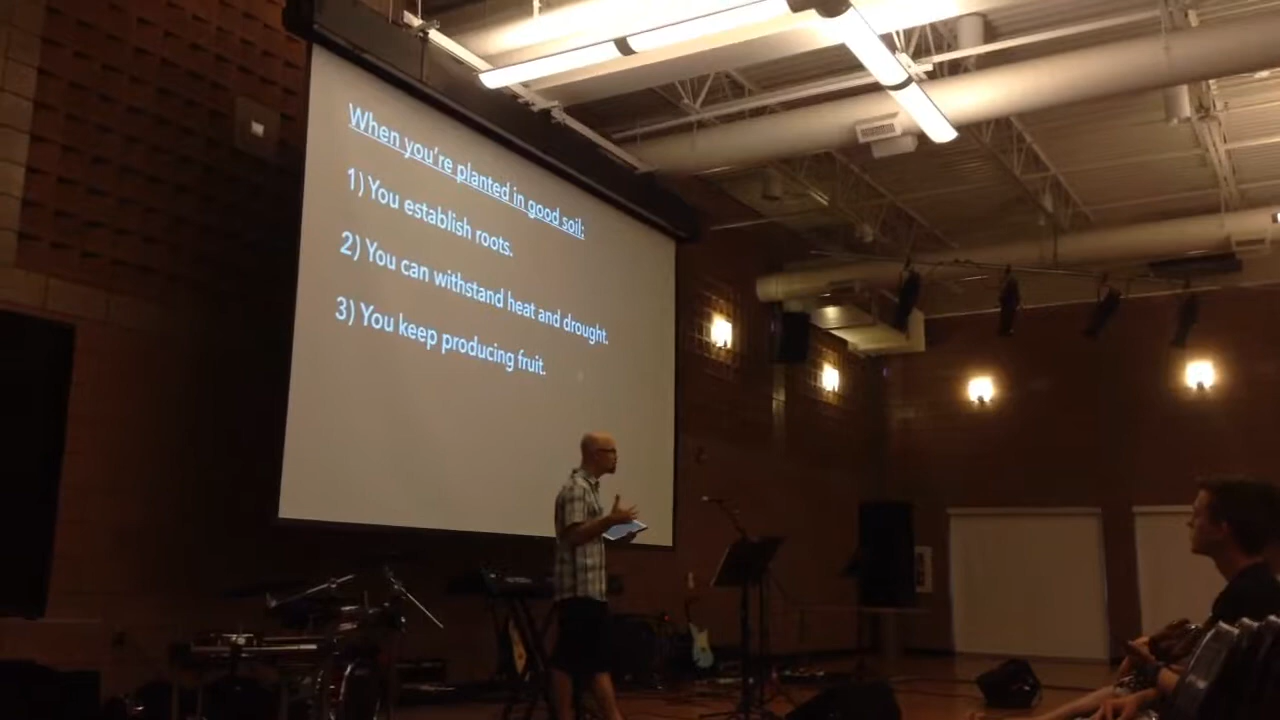 When you're planted in good soil:
1) You establish roots.
2) You can withstand heat and drought.
3) You keep producing fruit.